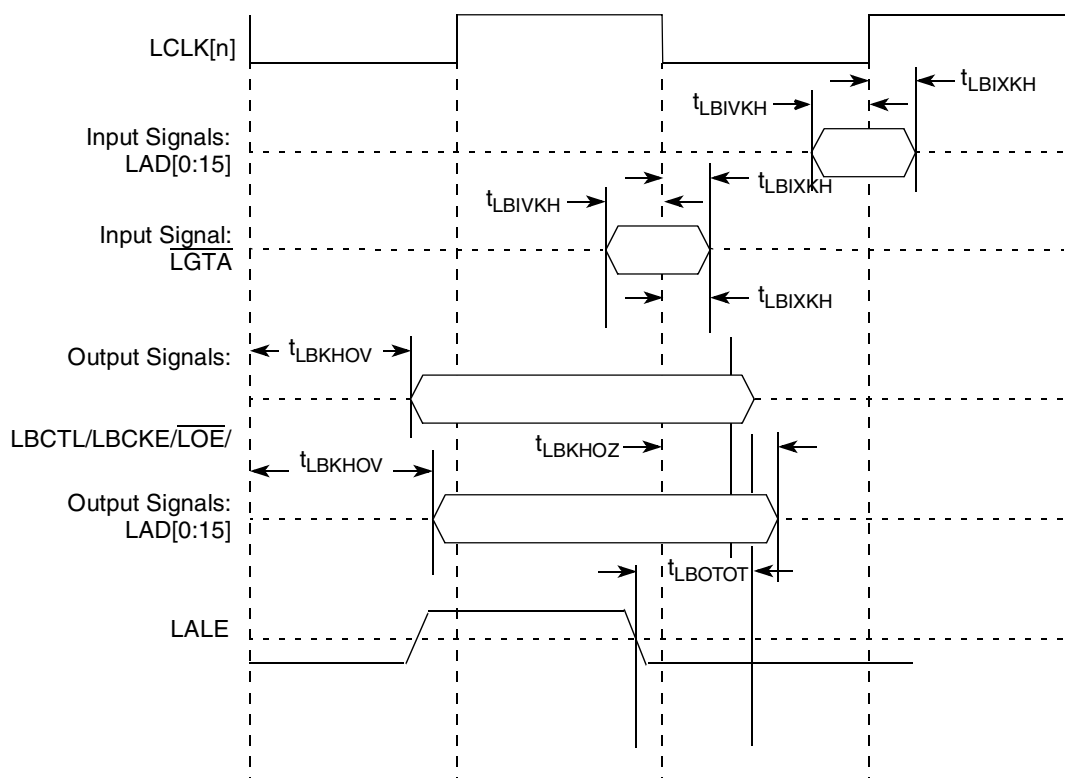 LCLK[n]
tLBIXKH
tLBIVKH
Input Signals:
LAD[0:15]
tLBIXKH
tLBIVKH
Input Signal:
LGTA
tLBIXKH
tLBKHOV
Output Signals:
LBCTL/LBCKE/LOE/
tLBKHOZ
tLBKHOV
Output Signals:
LAD[0:15]
tLBOTOT
LALE